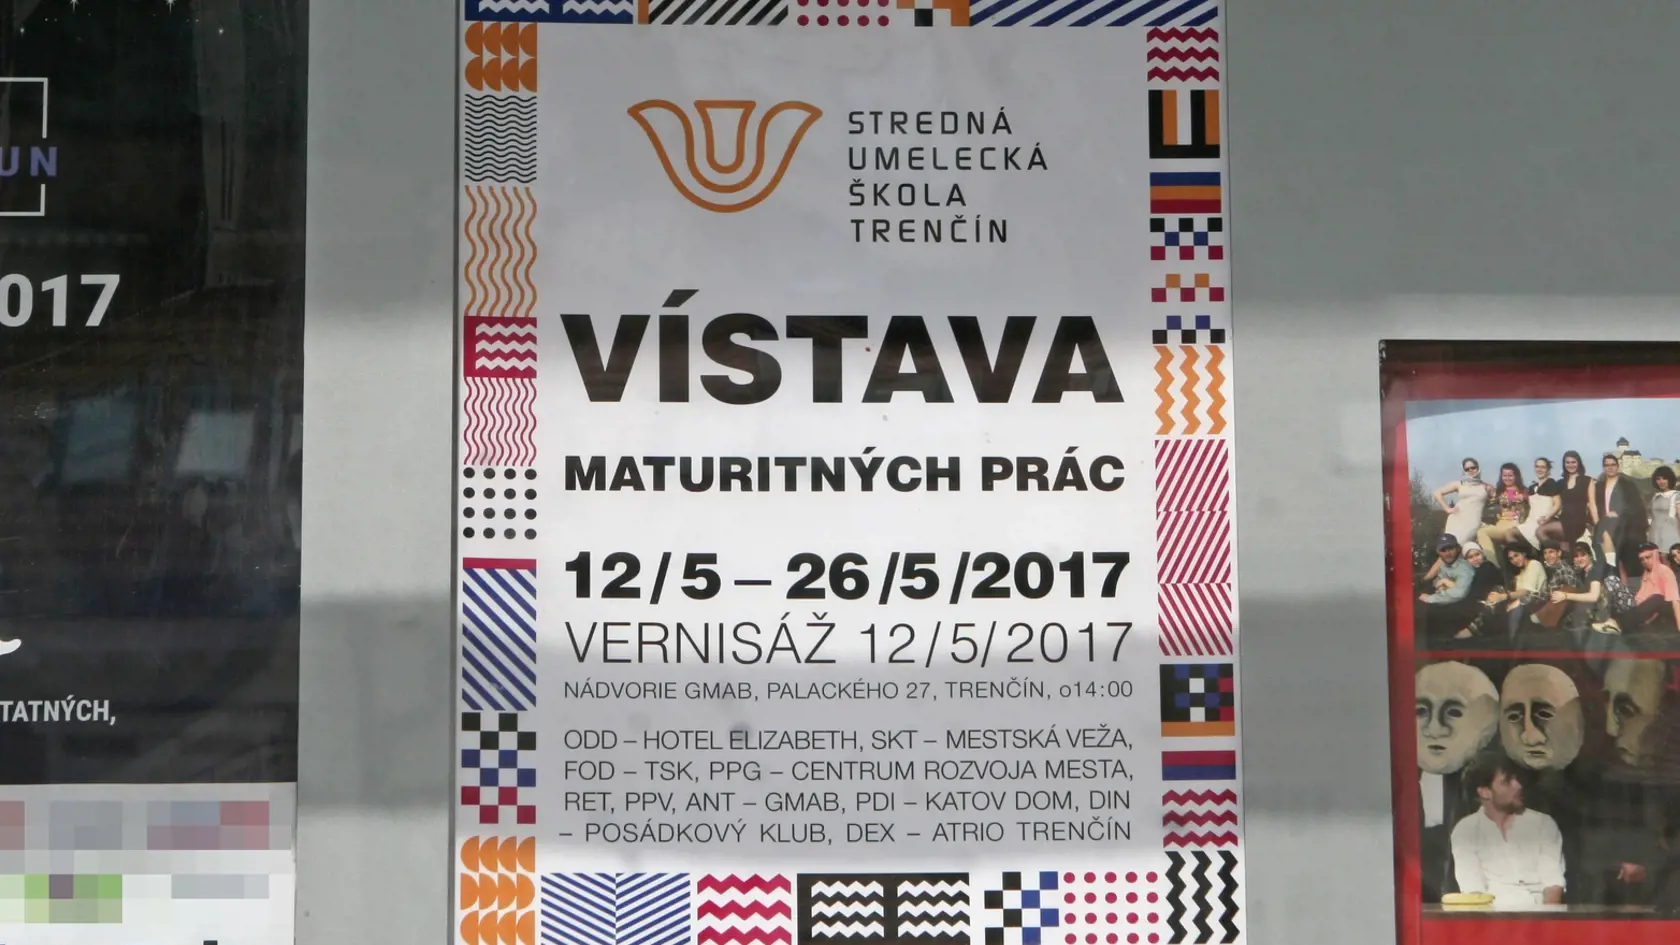 UN
017
TATNÝCH,
STREDNÁ
UMELECKÁ
ŠKOLA
TRENČÍN
VÍSTAVA
MATURITNÝCH PRÁC
12/5 – 26/5/2017
VERNISÁŽ 12/5/2017
NÁDVORIE GMAB, PALACKÉHO 27, TRENČÍN, o14:00
ODD – HOTEL ELIZABETH, SKT – MESTSKÁ VEŽA,
FOD – TSK, PPG – CENTRUM ROZVOJA MESTA,
RET, PPV, ANT – GMAB, PDI – KATOV DOM, DIN
– POSÁDKOVÝ KLUB, DEX – ATRIO TRENČÍN